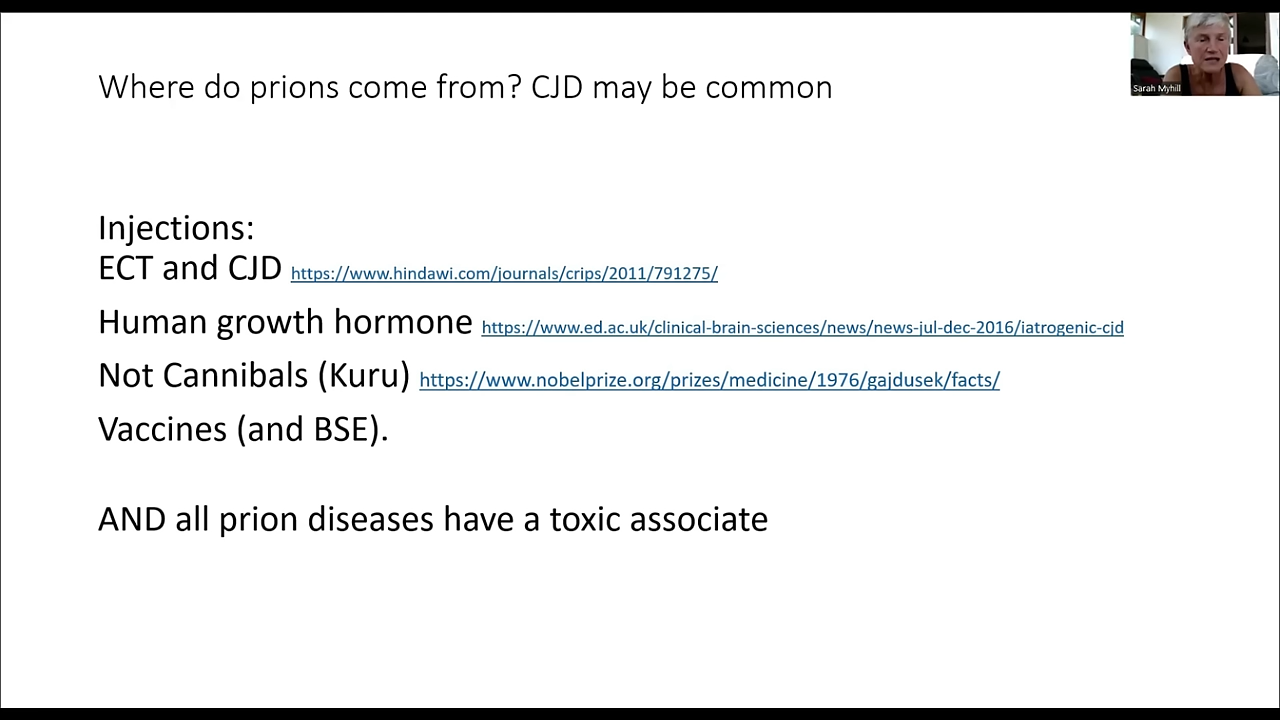 Where do prions come from? CJD may be common
Sarah Myhill
Injections:
ECT and CJD https://www.hindawi.com/journals/crips/2011/791275/
Human growth hormone https://www.ed.ac.uk/clinical-brain-sciences/news/news-jul-dec-2016/iatrogenic-cjd
Not Cannibals (Kuru) https://www.nobelprize.org/prizes/medicine/1976/gajdusek/facts/
Vaccines (and BSE).
AND all prion diseases have a toxic associate